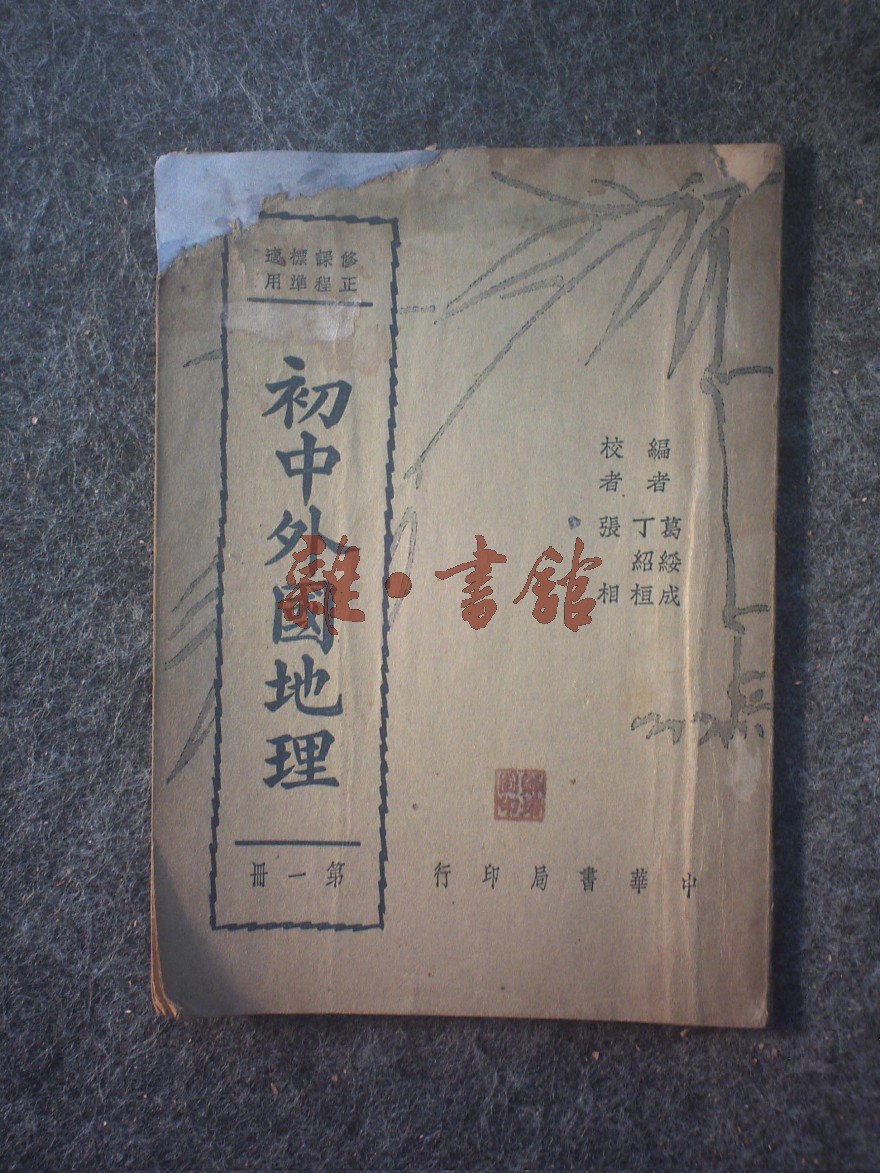 修正課程標準適用
初中外國地理
第一冊
編者 葛綏成
丁紹桓
校者 張相
中華書局印行
雜·書館